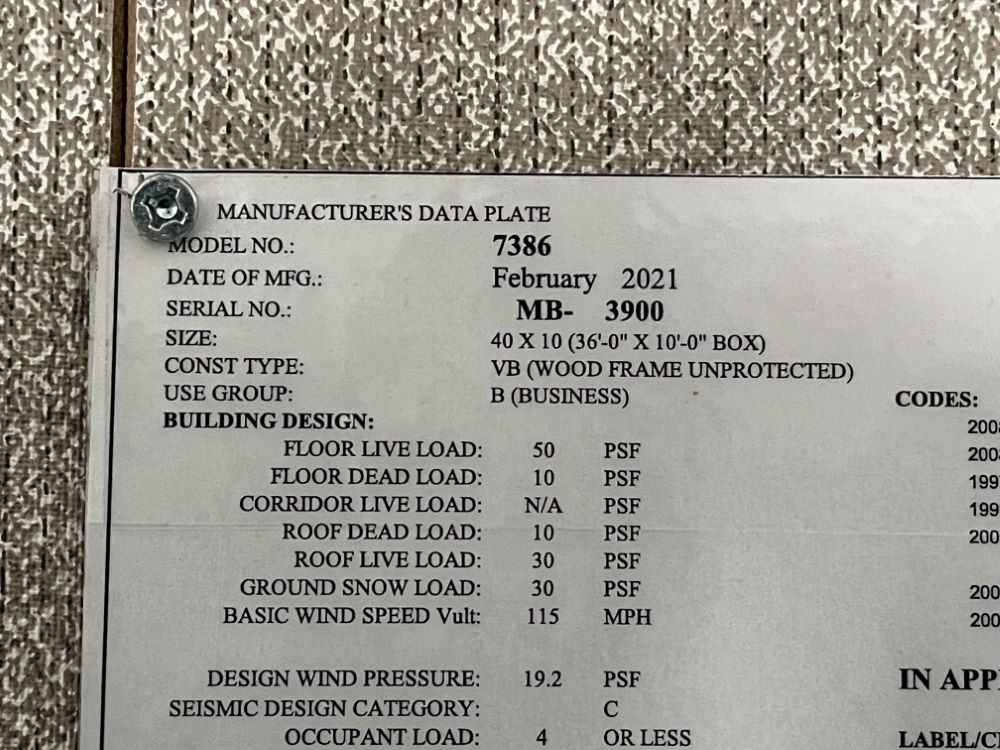 MANUFACTURER'S DATA PLATE
MODEL NO.: 7386
DATE OF MFG.: February 2021
SERIAL NO.: MB- 3900
SIZE: 40 X 10 (36'-0" X 10'-0" BOX)
CONST TYPE: VB (WOOD FRAME UNPROTECTED)
USE GROUP: B (BUSINESS) CODES:
BUILDING DESIGN:
FLOOR LIVE LOAD: 50 PSF
FLOOR DEAD LOAD: 10 PSF
CORRIDOR LIVE LOAD: N/A PSF
ROOF DEAD LOAD: 10 PSF
ROOF LIVE LOAD: 30 PSF
GROUND SNOW LOAD: 30 PSF
BASIC WIND SPEED Vult: 115 MPH
DESIGN WIND PRESSURE: 19.2 PSF IN
SEISMIC DESIGN CATEGORY: C
OCCUPANT LOAD: 4 OR LESS